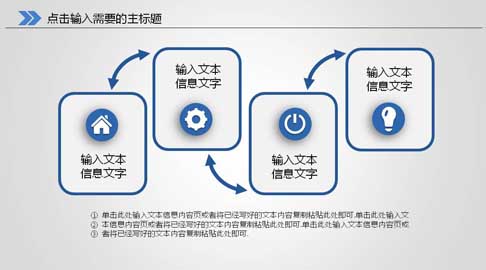 点击输入需要的主标题
输入文本
信息文字
输入文本
信息文字
输入文本
信息文字
输入文本
信息文字
① 单击此处输入文本信息内容页或者将已经写好的文本内容复制粘贴此处即可.单击此处输入文
② 本信息内容页或者将已经写好的文本内容复制粘贴此处即可.单击此处输入文本信息内容页或
③ 者将已经写好的文本内容复制粘贴此处即可.